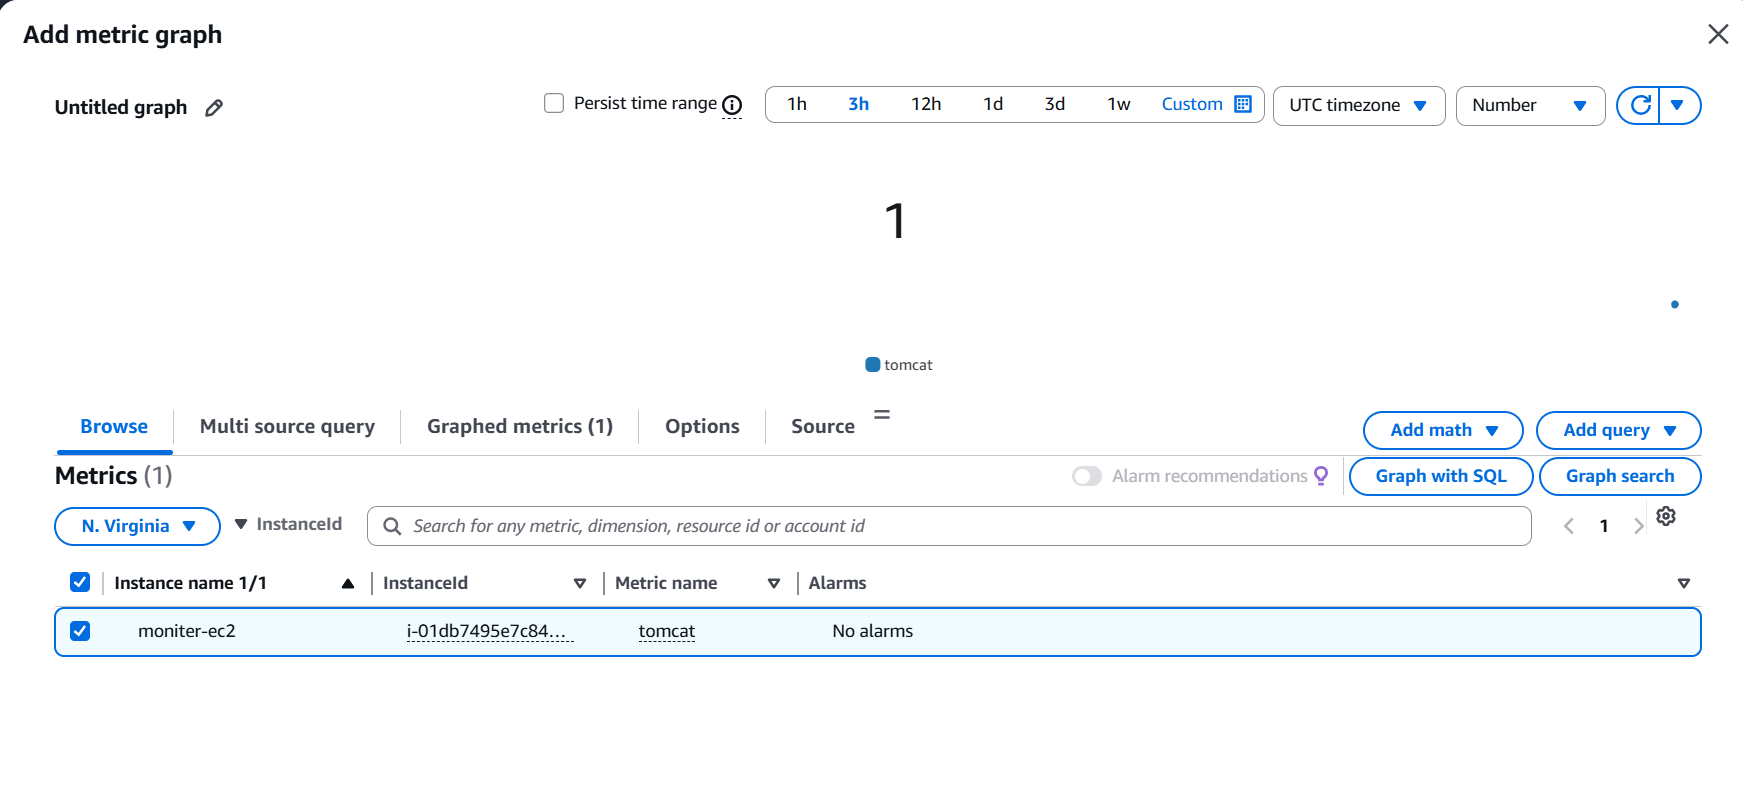 Add metric graph
Untitled graph
Persist time range
1h 3h 12h 1d 3d 1w Custom
UTC timezone
Number
1
tomcat
Browse
Multi source query
Graphed metrics (1)
Options
Source
Add math
Add query
Metrics (1)
Alarm recommendations
Graph with SQL
Graph search
N. Virginia
InstanceId
Search for any metric, dimension, resource id or account id
1
Instance name 1/1 InstanceId Metric name Alarms
moniter-ec2 i-01db7495e7c84... tomcat No alarms